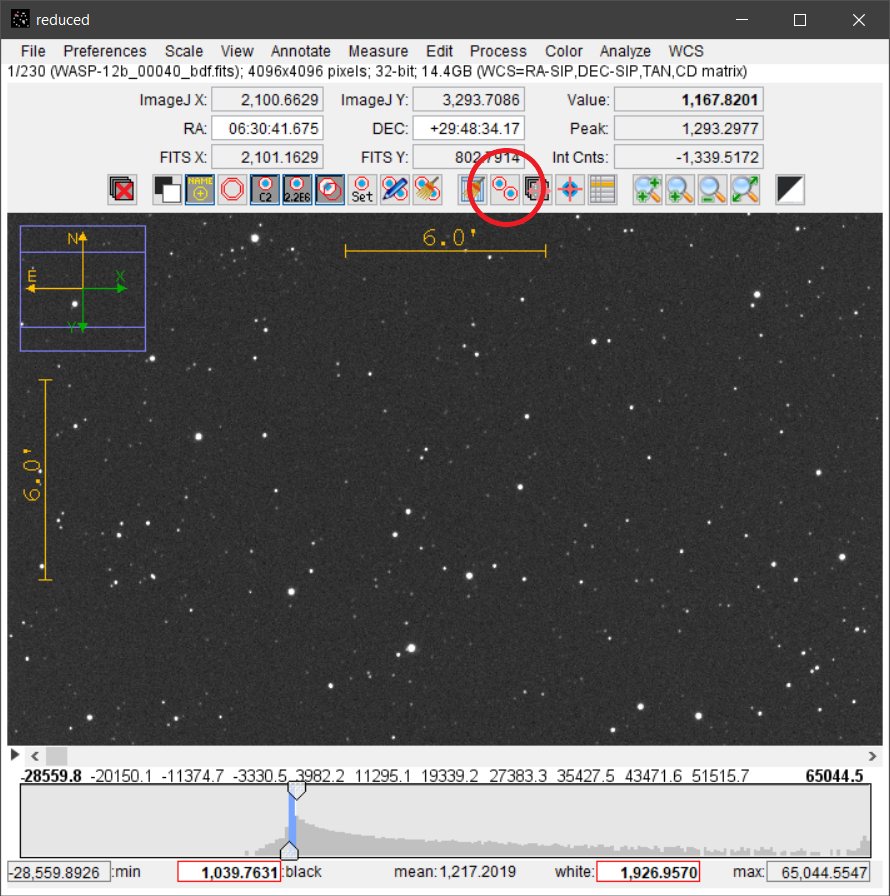 reduced
File Preferences Scale View Annotate Measure Edit Process Color Analyze WCS
1/230 (WASP-12b_00040_bdf.fits); 4096x4096 pixels; 32-bit; 14.4GB (WCS=RA-SIP,DEC-SIP,TAN,CD matrix)
ImageJ X: 2,100.6629 ImageJ Y: 3,293.7086 Value: 1,167.8201
RA: 06:30:41.675 DEC: +29:48:34.17 Peak: 1,293.2977
FITS X: 2,101.1629 FITS Y: 802.7914 Int Cnts: -1,339.5172
NAME C2 2.2E6 Set
6.0'
N
E X
Y
6.0'
-28559.8 -20150.1 -11374.7 -3330.5 3982.2 11295.1 19339.2 27383.3 35427.5 43471.6 51515.7 65044.5
-28,559.8926 :min 1,039.7631 :black mean: 1,217.2019 white: 1,926.9570 max: 65,044.5547